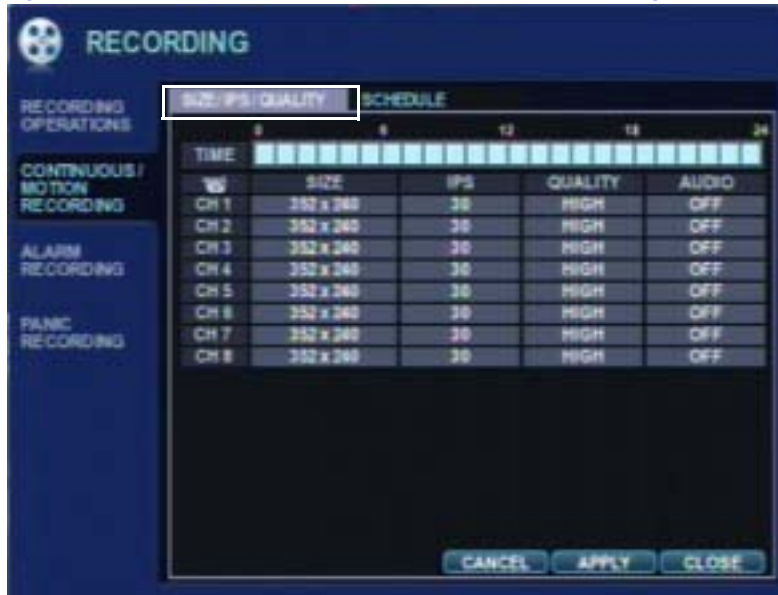 RECORDING
RECORDING OPERATIONS
CONTINUOUS / MOTION RECORDING
ALARM RECORDING
PANIC RECORDING
SIZE / IPS / QUALITY SCHEDULE
0 6 12 18 24
TIME
SIZE IPS QUALITY AUDIO
CH 1 352 x 240 30 HIGH OFF
CH 2 352 x 240 30 HIGH OFF
CH 3 352 x 240 30 HIGH OFF
CH 4 352 x 240 30 HIGH OFF
CH 5 352 x 240 30 HIGH OFF
CH 6 352 x 240 30 HIGH OFF
CH 7 352 x 240 30 HIGH OFF
CH 8 352 x 240 30 HIGH OFF
CANCEL APPLY CLOSE